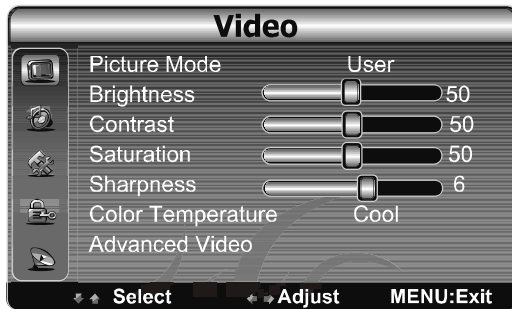 Video
Picture Mode User
Brightness 50
Contrast 50
Saturation 50
Sharpness 6
Color Temperature Cool
Advanced Video
Select Adjust MENU:Exit